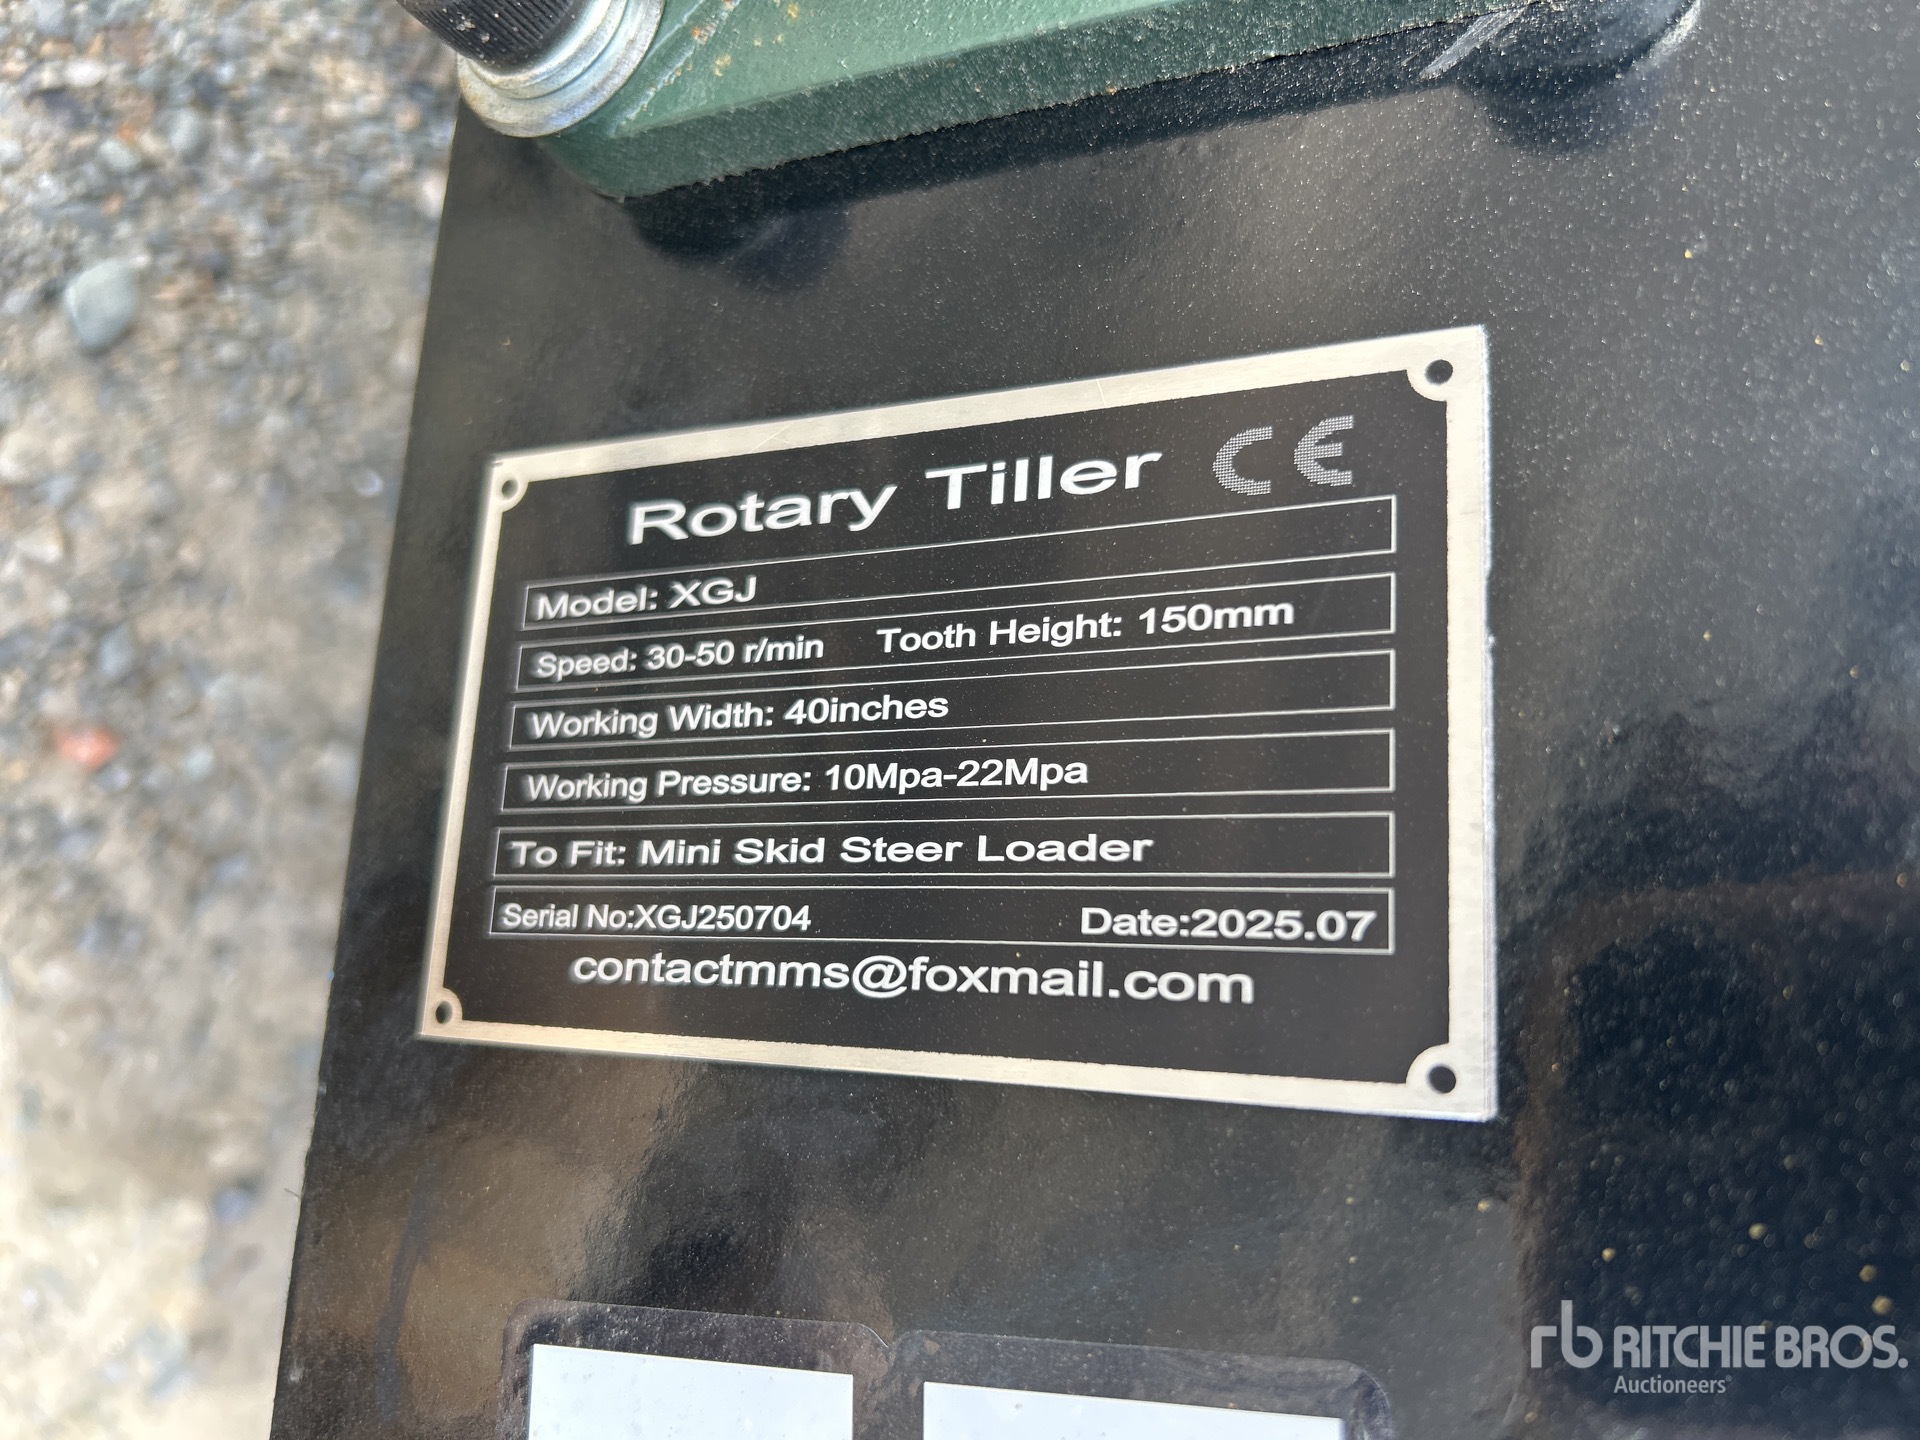 Rotary Tiller CE
Model: XGJ
Speed: 30-50 r/min Tooth Height: 150mm
Working Width: 40inches
Working Pressure: 10Mpa-22Mpa
To Fit: Mini Skid Steer Loader
Serial No:XGJ250704 Date:2025.07
contactmms@foxmail.com
rb RITCHIE BROS.
Auctioneers